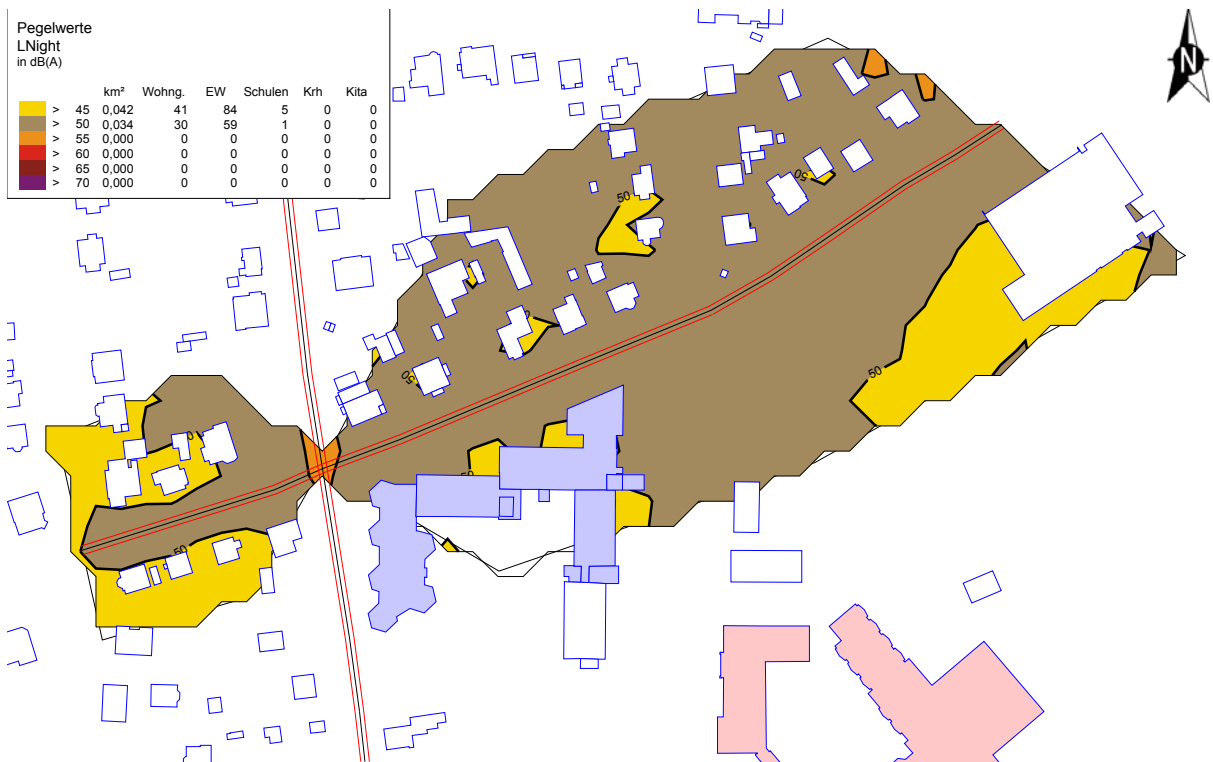 Pegelwerte
LNight
in dB(A)
km² Wohng. EW Schulen Krh Kita
> 45 0,042 41 84 5 0 0
> 50 0,034 30 59 1 0 0
> 55 0,000 0 0 0 0 0
> 60 0,000 0 0 0 0 0
> 65 0,000 0 0 0 0 0
> 70 0,000 0 0 0 0 0
N
50
50
50
50
50